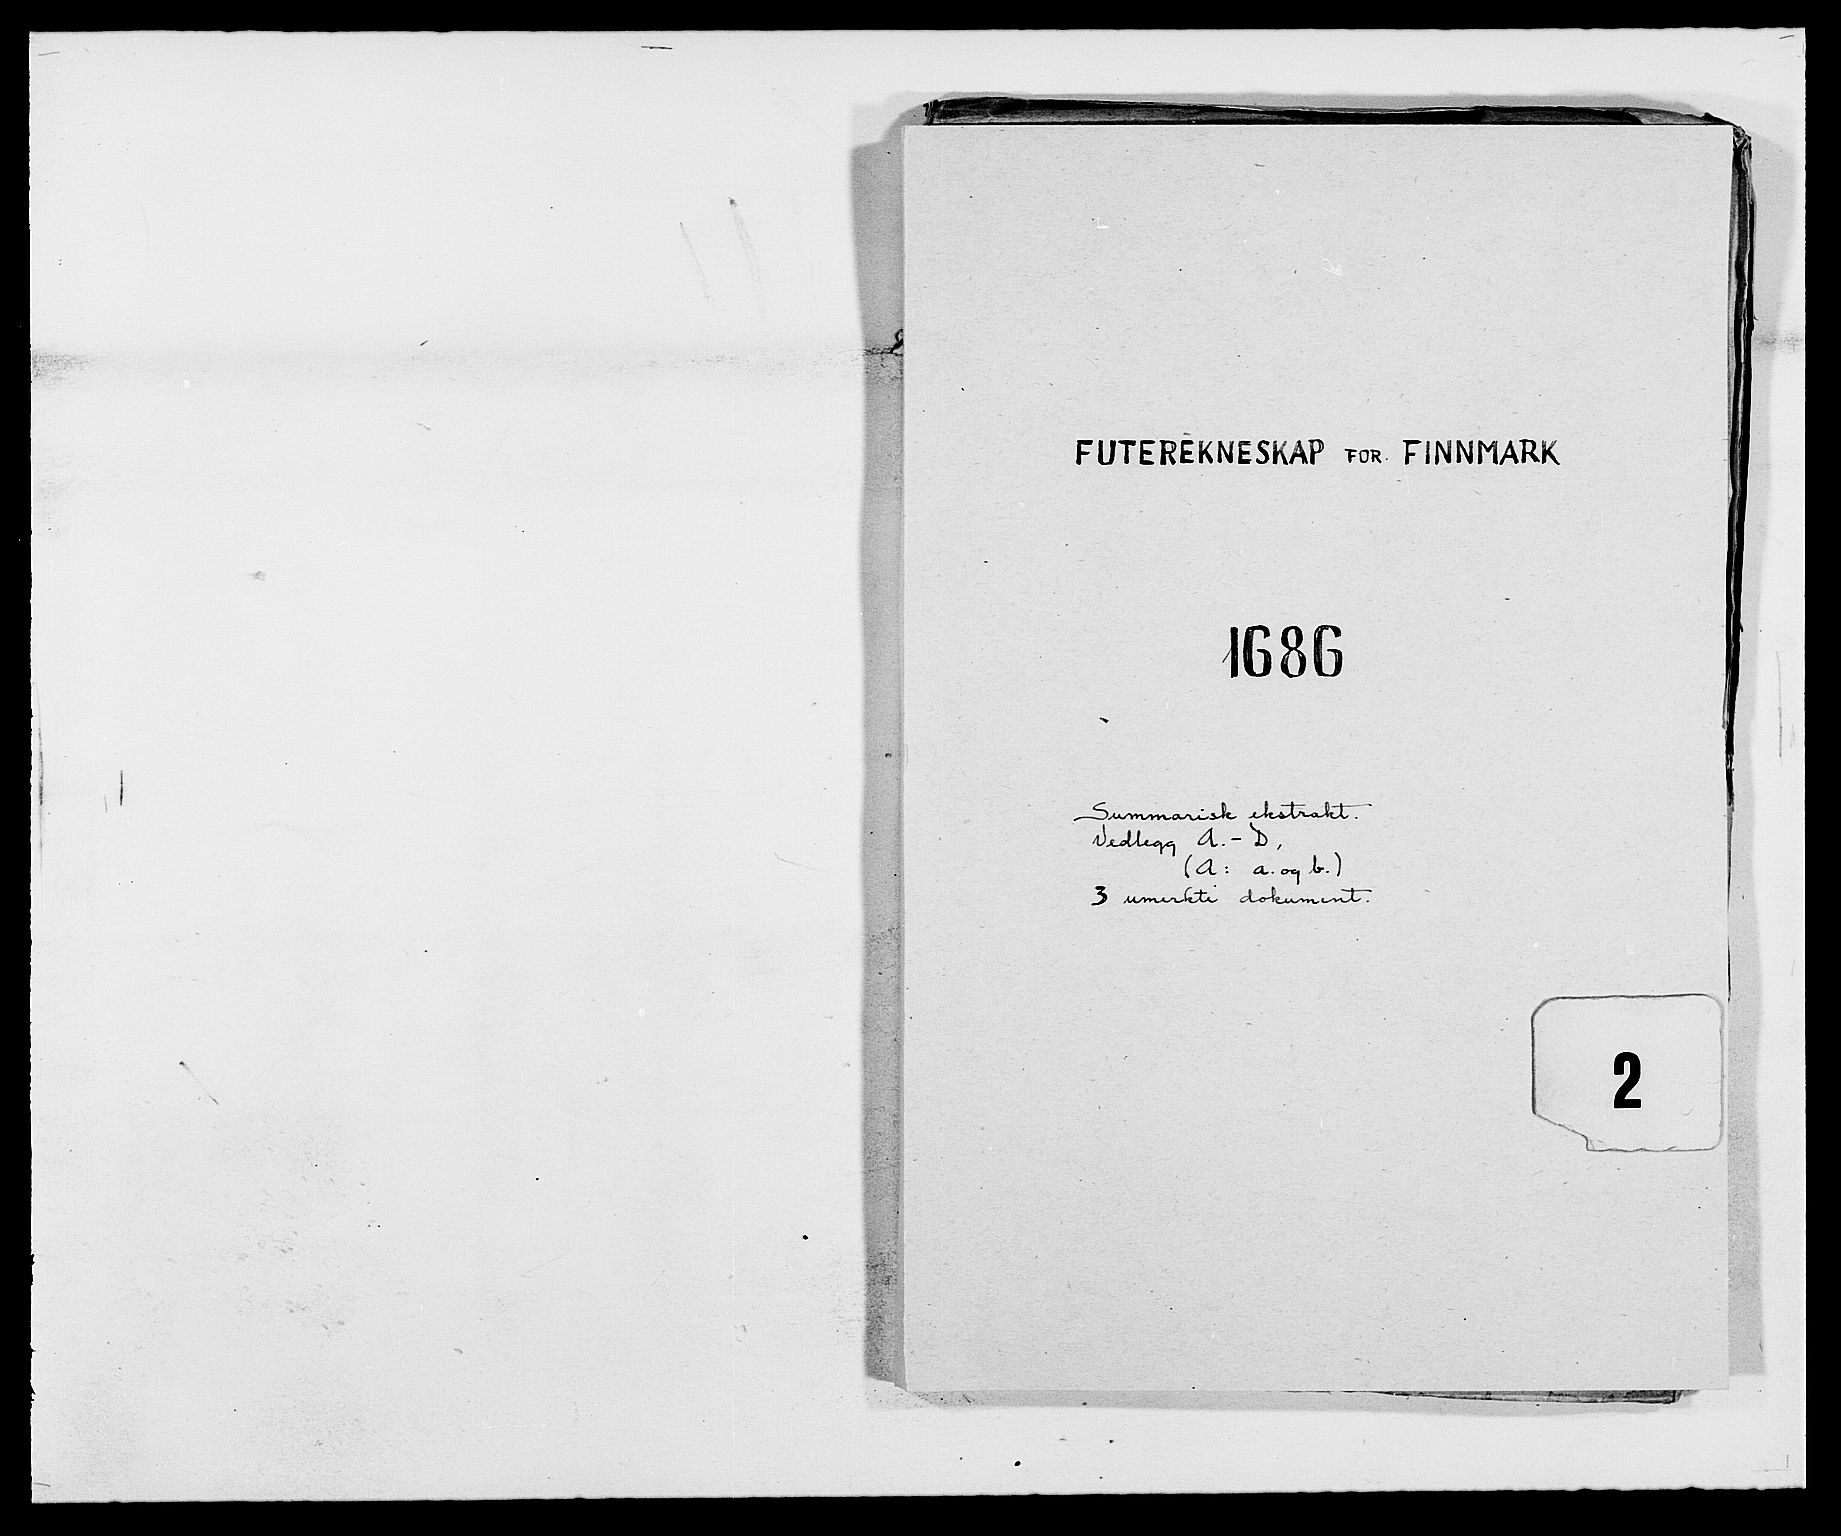 FUTEREKNESKAP FOR FINNMARK
1686
Summarisk ekstrakt.
Vedlegg A.-D,
(A: a. og b.)
3 umerkte dokument.
2